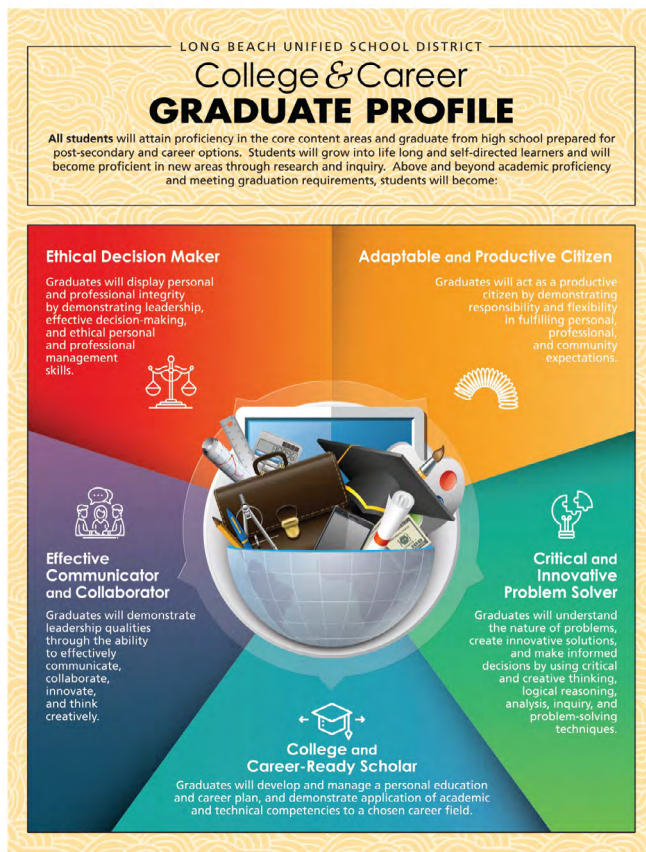 LONG BEACH UNIFIED SCHOOL DISTRICT
College & Career
GRADUATE PROFILE
All students will attain proficiency in the core content areas and graduate from high school prepared for
post-secondary and career options. Students will grow into life long and self-directed learners and will
become proficient in new areas through research and inquiry. Above and beyond academic proficiency
and meeting graduation requirements, students will become:
Ethical Decision Maker
Graduates will display personal
and professional integrity
by demonstrating leadership,
effective decision-making,
and ethical personal
and professional
management
skills.
Adaptable and Productive Citizen
Graduates will act as a productive
citizen by demonstrating
responsibility and flexibility
in fulfilling personal,
professional,
and community
expectations.
Effective
Communicator
and Collaborator
Graduates will demonstrate
leadership qualities
through the ability
to effectively
communicate,
collaborate,
innovate,
and think
creatively.
Critical and
Innovative
Problem Solver
Graduates will understand
the nature of problems,
create innovative solutions,
and make informed
decisions by using critical
and creative thinking,
logical reasoning,
analysis, inquiry, and
problem-solving
techniques.
College and
Career-Ready Scholar
Graduates will develop and manage a personal education
and career plan, and demonstrate application of academic
and technical competencies to a chosen career field.